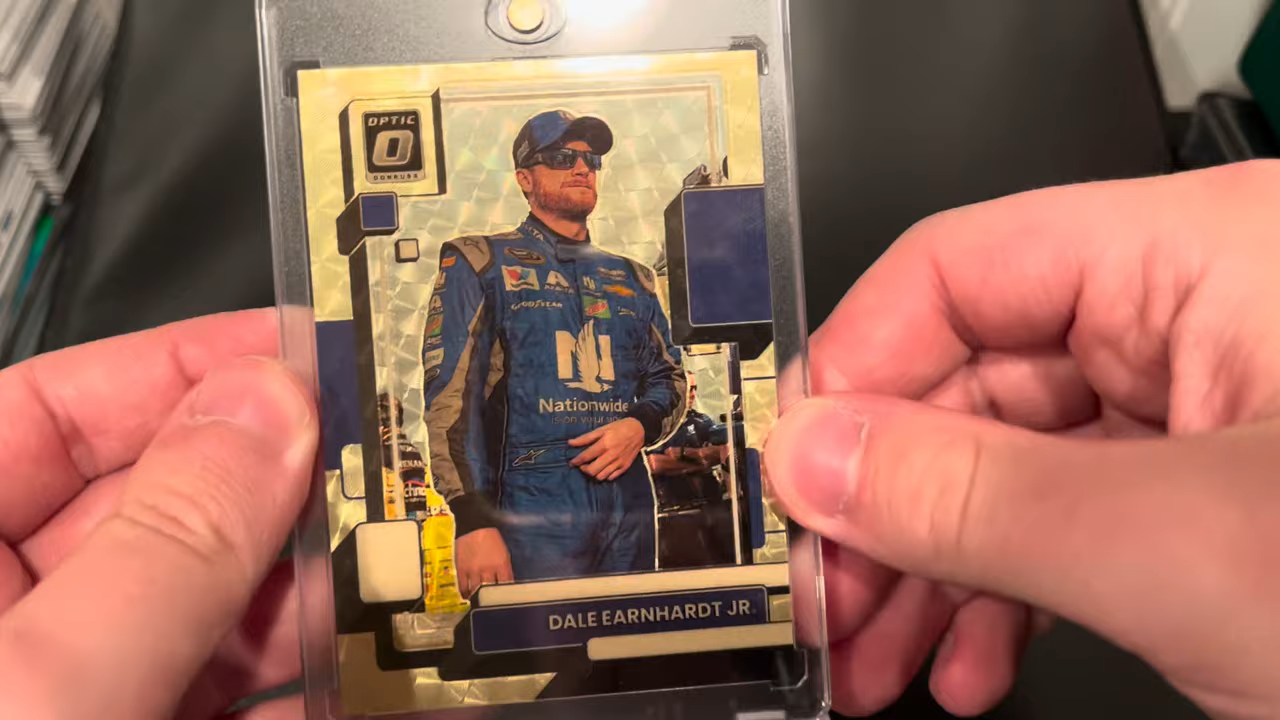 OPTIC
DONRUSS
GOODYEAR
N
Nationwide
is on your side
DALE EARNHARDT JR.